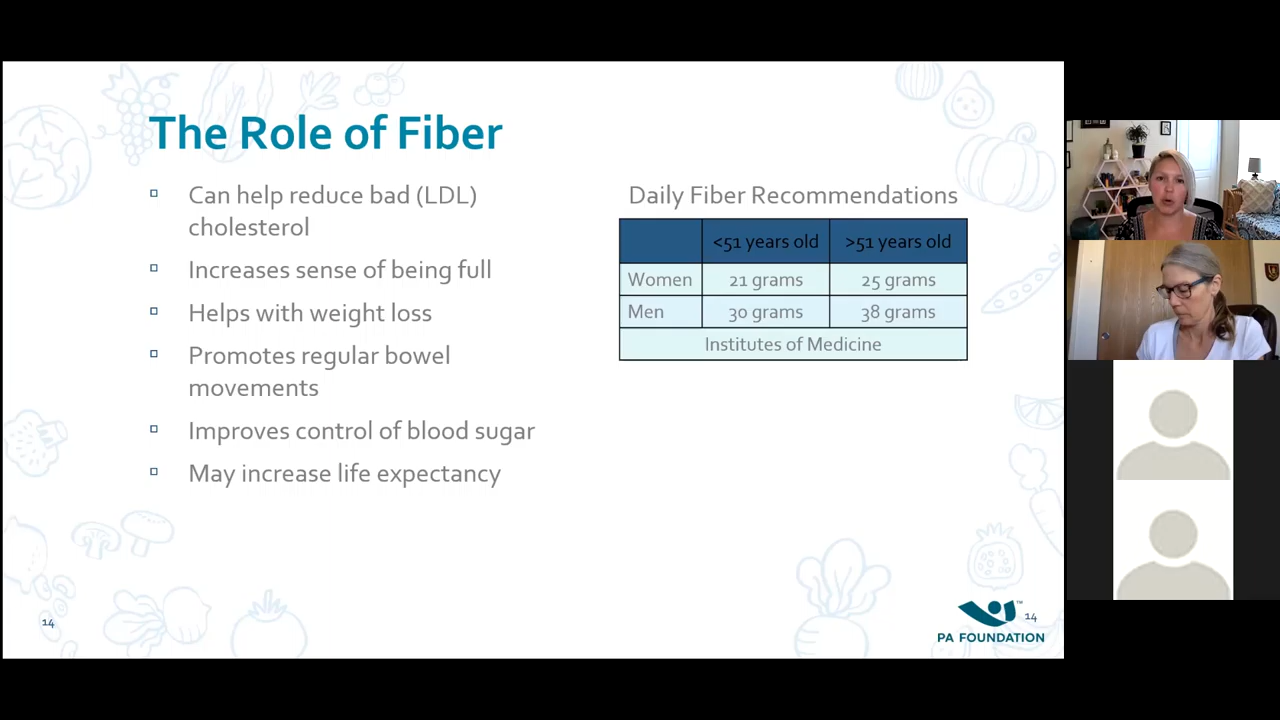 The Role of Fiber
Can help reduce bad (LDL)
cholesterol
Increases sense of being full
Helps with weight loss
Promotes regular bowel
movements
Improves control of blood sugar
May increase life expectancy
Daily Fiber Recommendations
<51 years old >51 years old
Women 21 grams 25 grams
Men 30 grams 38 grams
Institutes of Medicine
14
™ 14
PA FOUNDATION